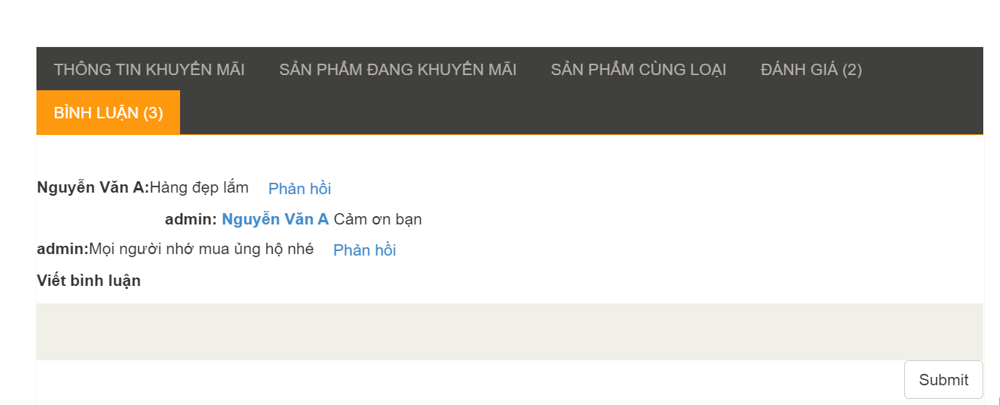 THÔNG TIN KHUYẾN MÃI SẢN PHẨM ĐANG KHUYẾN MÃI SẢN PHẨM CÙNG LOẠI ĐÁNH GIÁ (2)
BÌNH LUẬN (3)
Nguyễn Văn A:Hàng đẹp lắm Phản hồi
admin: Nguyễn Văn A Cảm ơn bạn
admin:Mọi người nhớ mua ủng hộ nhé Phản hồi
Viết bình luận
Submit